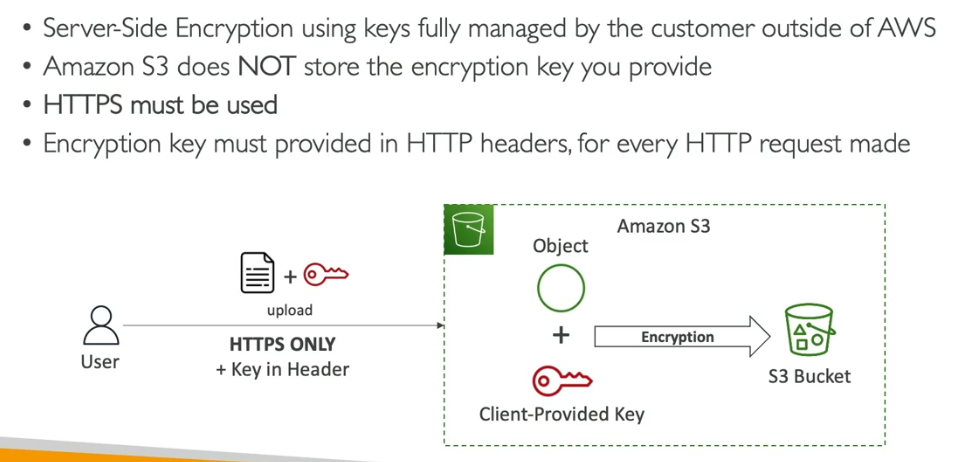 • Server-Side Encryption using keys fully managed by the customer outside of AWS
• Amazon S3 does NOT store the encryption key you provide
• HTTPS must be used
• Encryption key must provided in HTTP headers, for every HTTP request made
Amazon S3
Object
+
upload
User
HTTPS ONLY
+ Key in Header
+
Encryption
S3 Bucket
Client-Provided Key